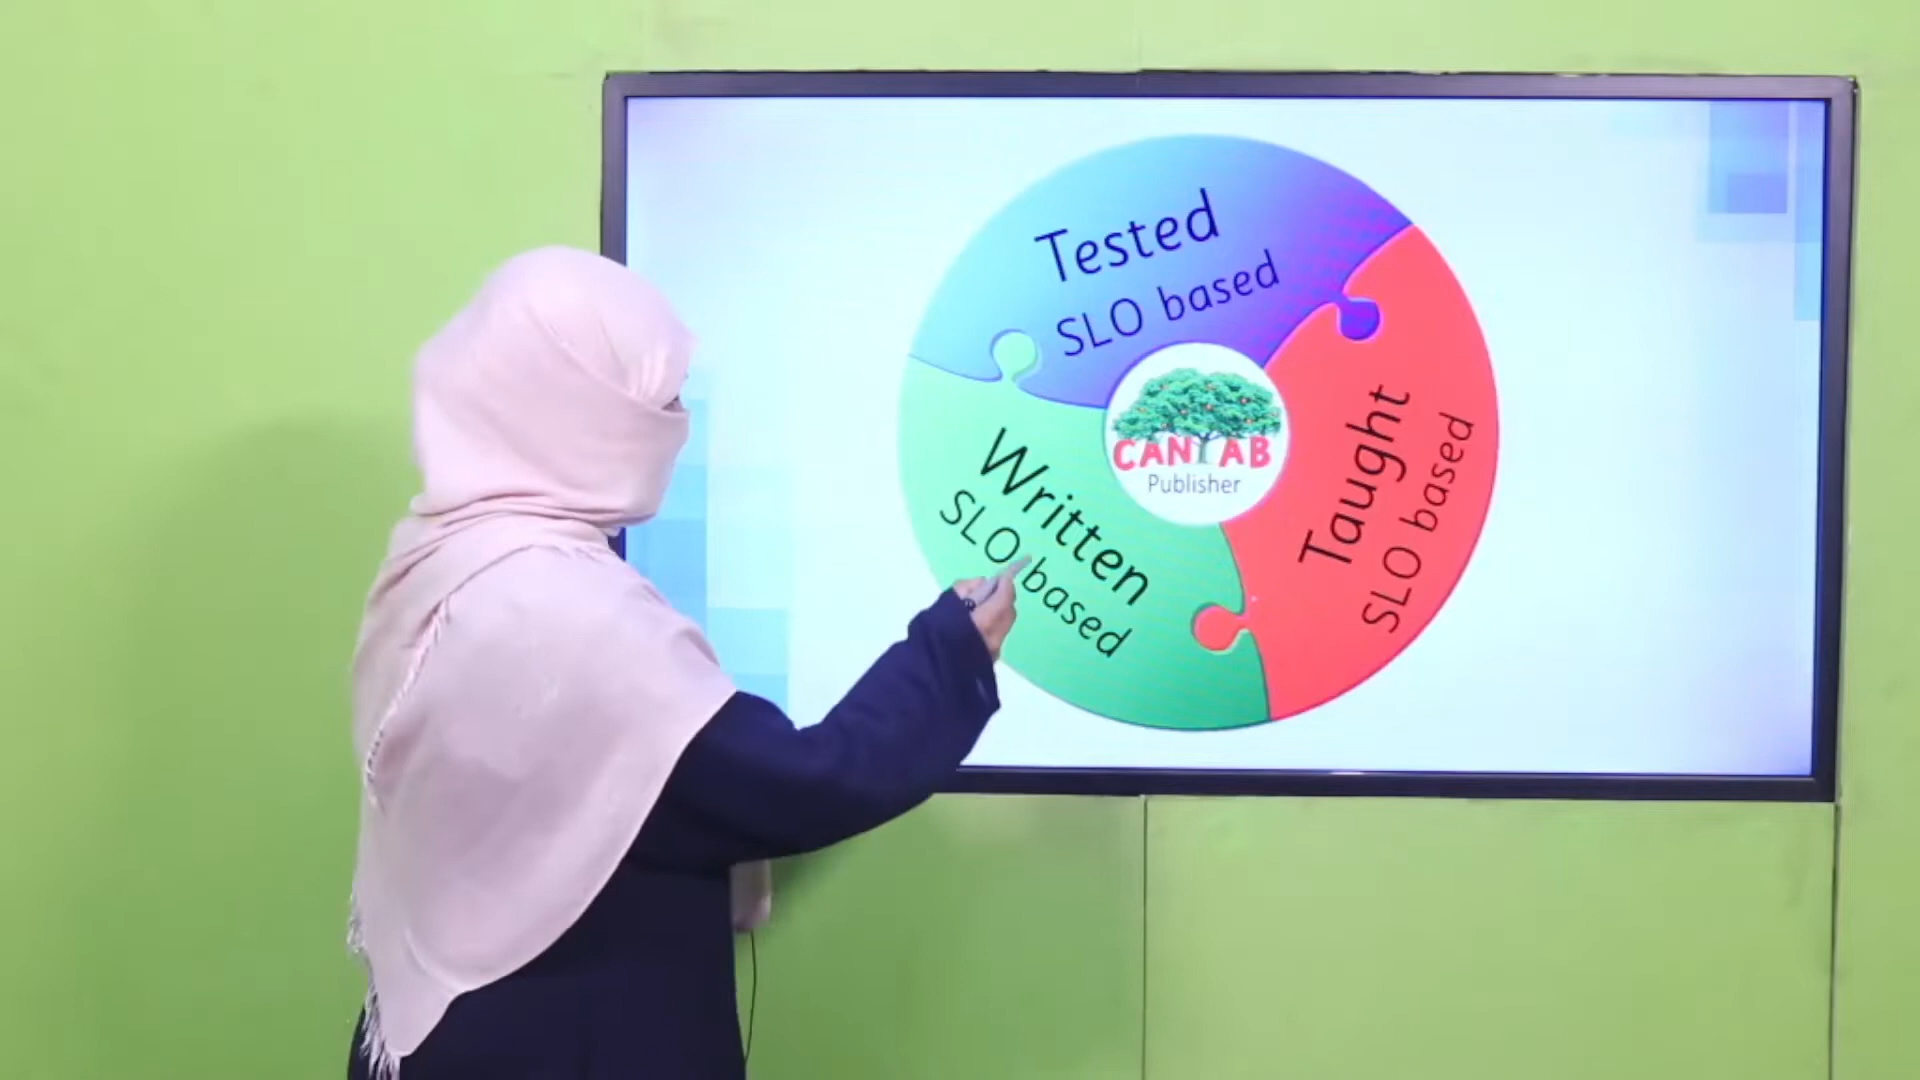 Tested
SLO based
Taught
SLO based
Written
SLO based
CANTAB
Publisher